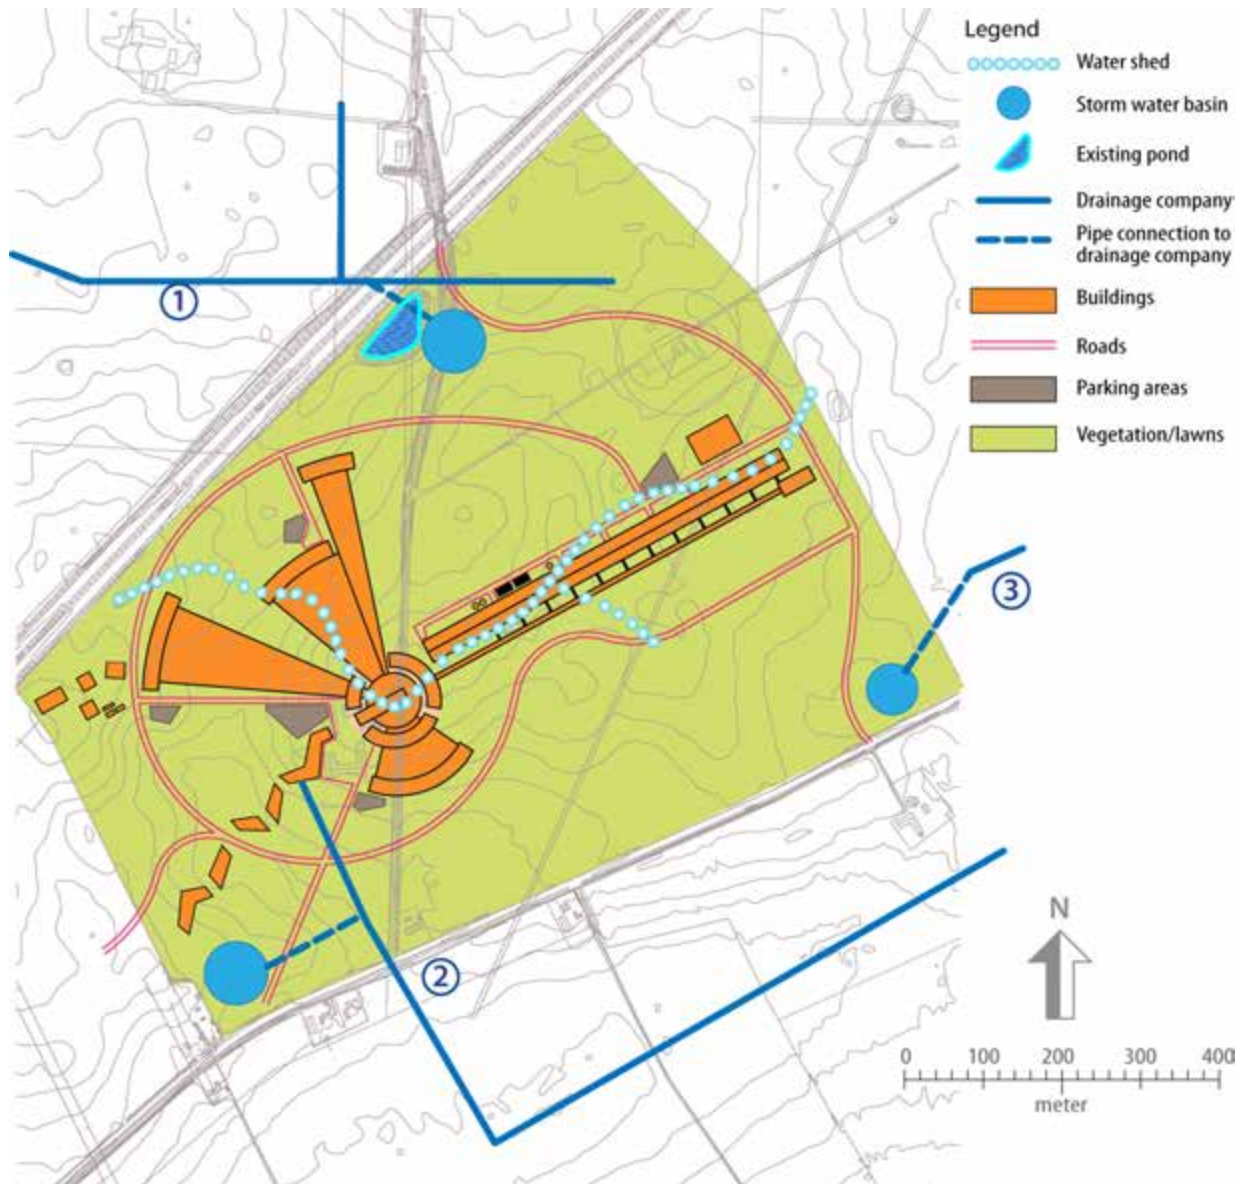 Legend
Water shed
Storm water basin
Existing pond
Drainage company
Pipe connection to
drainage company
Buildings
Roads
Parking areas
Vegetation/lawns
1
3
2
N
0 100 200 300 400
meter